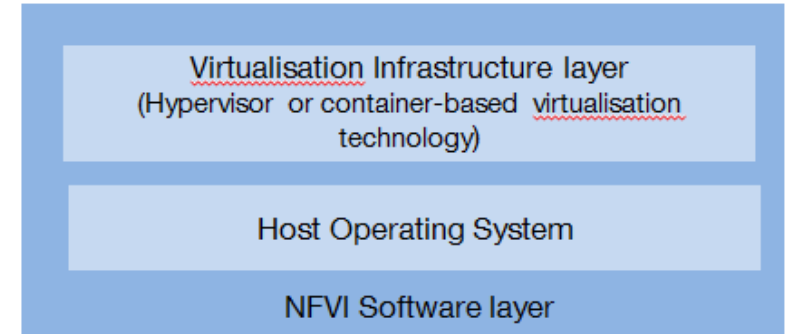 Virtualisation Infrastructure layer
(Hypervisor or container-based virtualisation
technology)
Host Operating System
NFVI Software layer